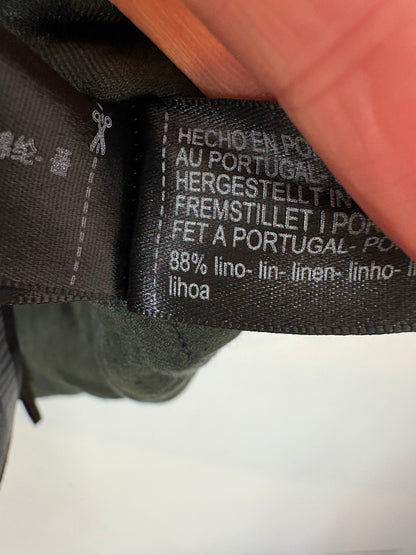 HECHO EN PO
AU PORTUGAL-
HERGESTELLT IN
FREMSTILLET I POR
FET A PORTUGAL- PO
88% lino- lin- linen- linho- li
lihoa